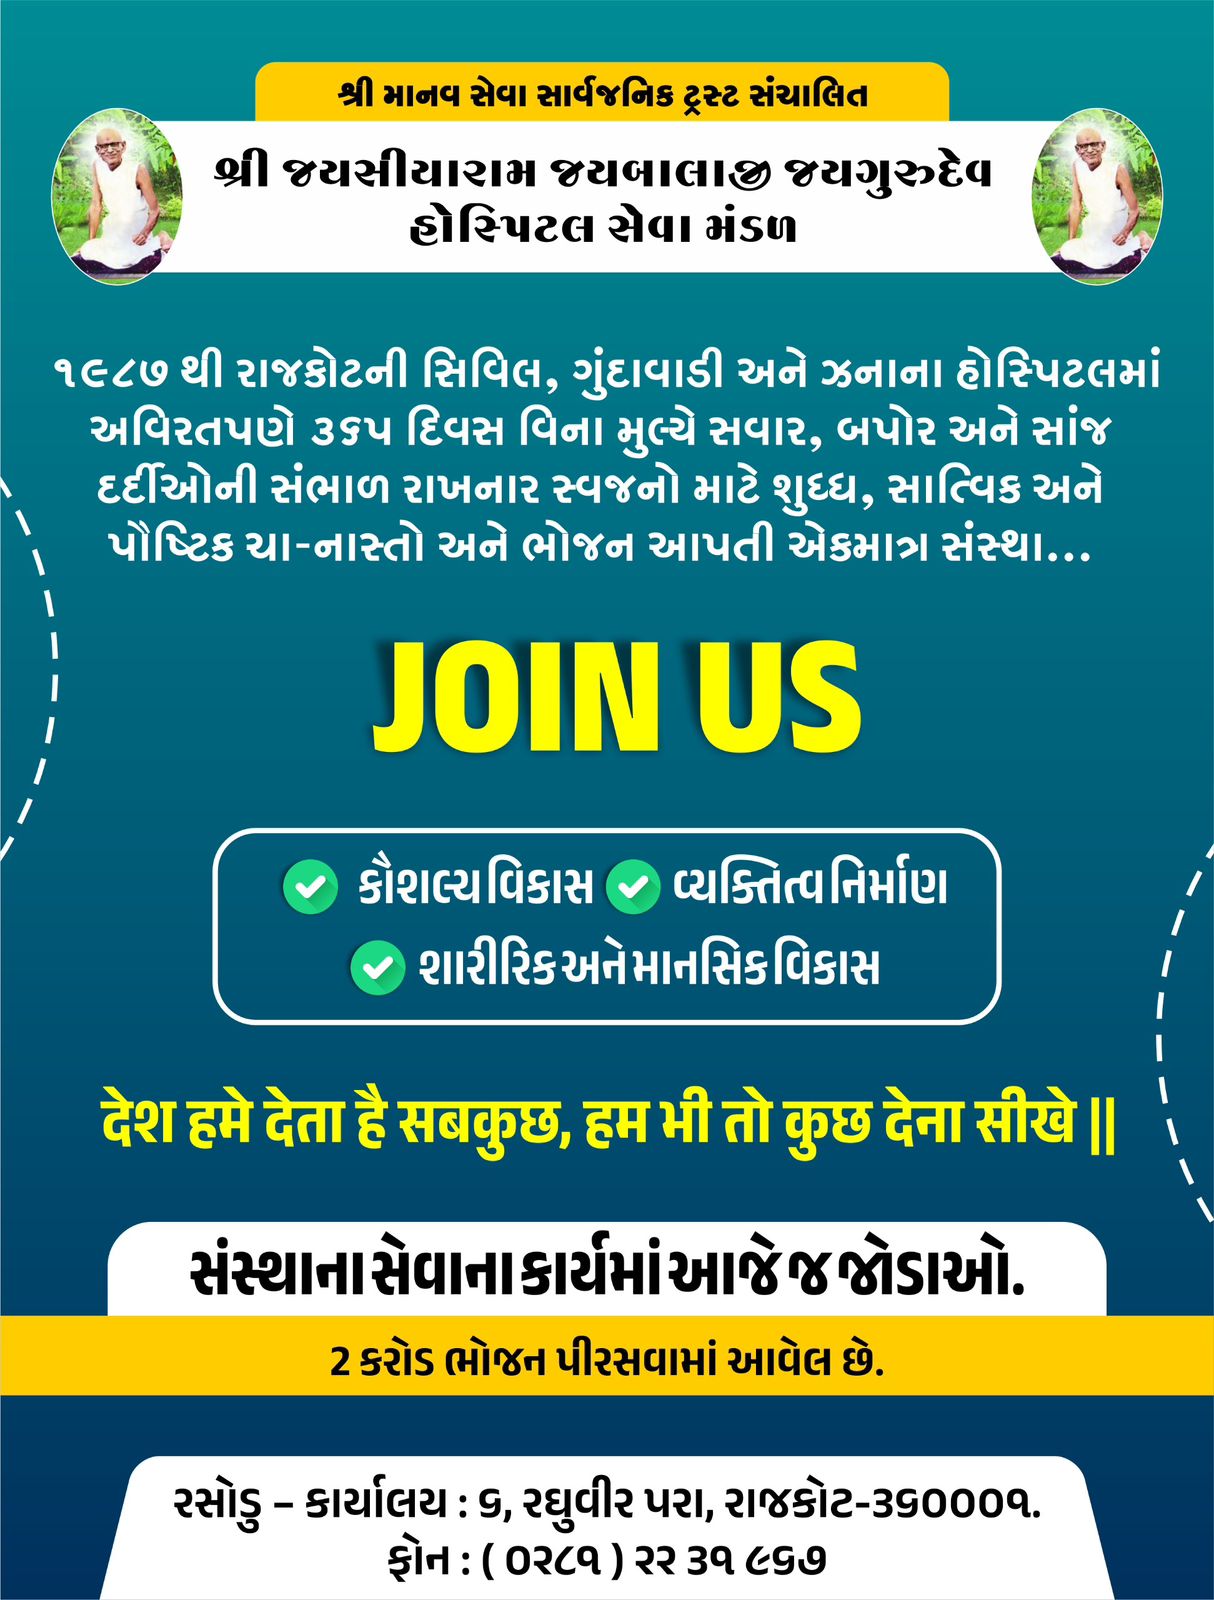 શ્રી માનવ સેવા સાર્વજનિક ટ્રસ્ટ સંચાલિત
શ્રી જયસીયારામ જયબાલાજી જયગુરુદેવ
હોસ્પિટલ સેવા મંડળ
૧૯૮૭ થી રાજકોટની સિવિલ, ગુંદાવાડી અને ઝનાના હોસ્પિટલમાં
અવિરતપણે ૩૬૫ દિવસ વિના મુલ્યે સવાર, બપોર અને સાંજ
દર્દીઓની સંભાળ રાખનાર સ્વજનો માટે શુધ્ધ, સાત્વિક અને
પૌષ્ટિક ચા-નાસ્તો અને ભોજન આપતી એકમાત્ર સંસ્થા...
JOIN US
કૌશલ્ય વિકાસ વ્યક્તિત્વ નિર્માણ
શારીરિક અને માનસિક વિકાસ
देश हमे देता है सबकुछ, हम भी तो कुछ देना सीखे ||
સંસ્થાના સેવાના કાર્યમાં આજે જ જોડાઓ.
2 કરોડ ભોજન પીરસવામાં આવેલ છે.
રસોડુ – કાર્યાલય : ૬, રઘુવીર પરા, રાજકોટ-૩૬૦૦૦૧.
ફોન : ( ૦૨૮૧ ) ૨૨ ૩૧ ૯૬૭